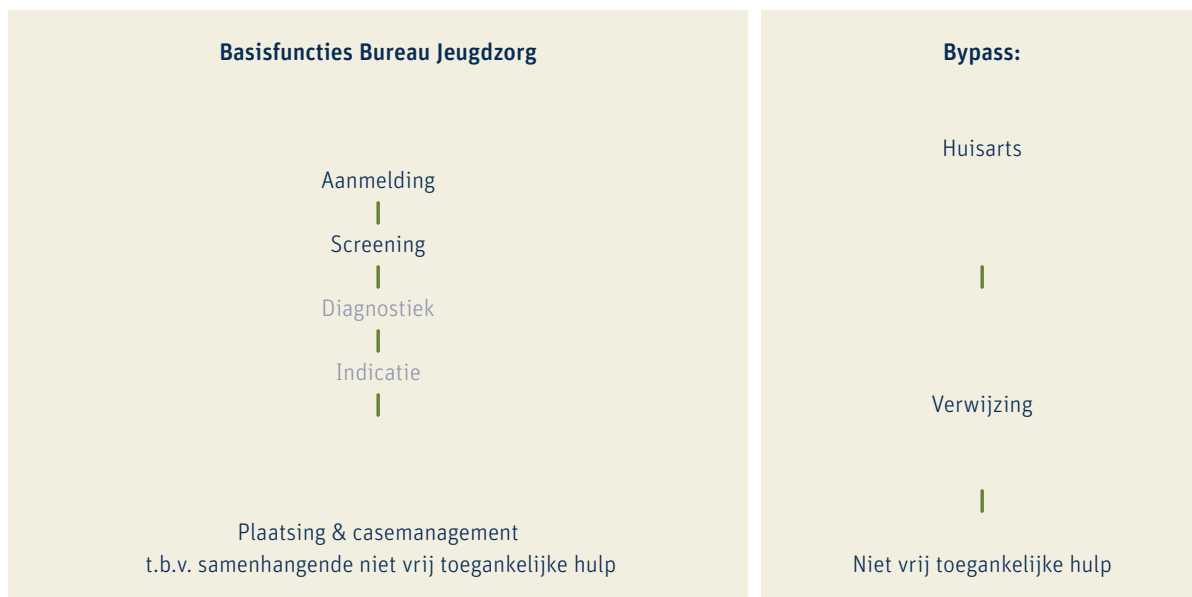 Basisfuncties Bureau Jeugdzorg
Aanmelding
Screening
Diagnostiek
Indicatie
Plaatsing & casemanagement
t.b.v. samenhangende niet vrij toegankelijke hulp
Bypass:
Huisarts
Verwijzing
Niet vrij toegankelijke hulp